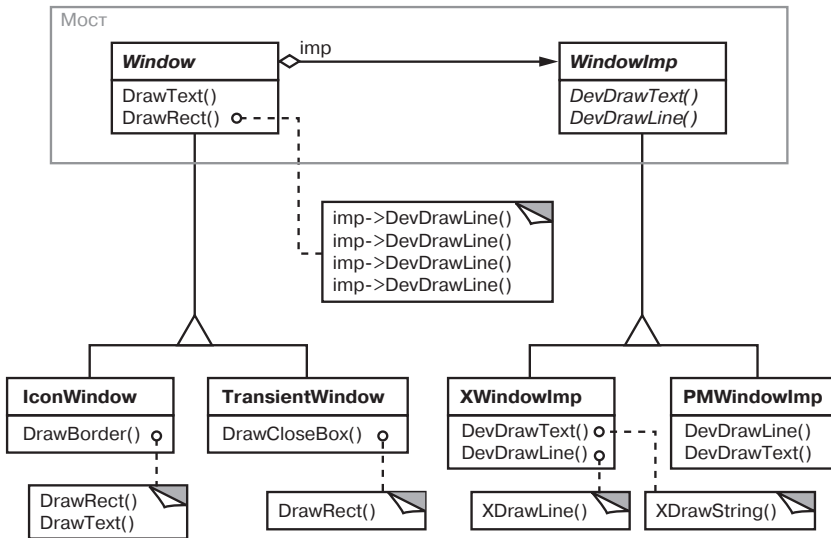 Мост
Window
imp
WindowImp
DrawText()
DrawRect()
DevDrawText()
DevDrawLine()
imp->DevDrawLine()
imp->DevDrawLine()
imp->DevDrawLine()
imp->DevDrawLine()
IconWindow
DrawBorder()
TransientWindow
DrawCloseBox()
XWindowImp
DevDrawText()
DevDrawLine()
PMWindowImp
DevDrawLine()
DevDrawText()
DrawRect()
DrawText()
DrawRect()
XDrawLine()
XDrawString()